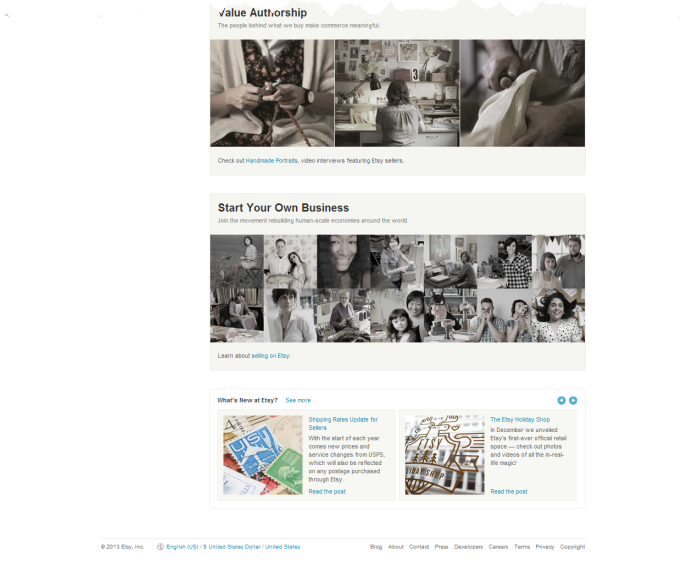 Value Authorship
The people behind what we buy make commerce meaningful.
3
Check out Handmade Portraits, video interviews featuring Etsy sellers.
Start Your Own Business
Join the movement rebuilding human-scale economies around the world.
Learn about selling on Etsy.
What's New at Etsy? See more
Shipping Rates Update for
Sellers
With the start of each year
comes new prices and
service changes from USPS,
which will also be reflected
on any postage purchased
through Etsy.
Read the post
The Etsy Holiday Shop
In December we unveiled
Etsy's first-ever official retail
space — check out photos
and videos of all the in-real-
life magic!
Read the post
© 2013 Etsy, Inc. English (US) / $ United States Dollar / United States Blog About Contact Press Developers Careers Terms Privacy Copyright